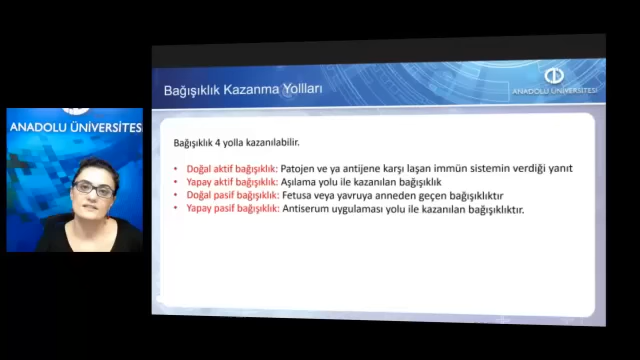 Bağışıklık Kazanma Yolları
ANADOLU ÜNİVERSİTESİ
ANADOLU ÜNİVERSİTESİ
Bağışıklık 4 yolla kazanılabilir.
• Doğal aktif bağışıklık: Patojen ve ya antijene karşı laşan immün sistemin verdiği yanıt
• Yapay aktif bağışıklık: Aşılama yolu ile kazanılan bağışıklık
• Doğal pasif bağışıklık: Fetusa veya yavruya anneden geçen bağışıklıktır
• Yapay pasif bağışıklık: Antiserum uygulaması yolu ile kazanılan bağışıklıktır.